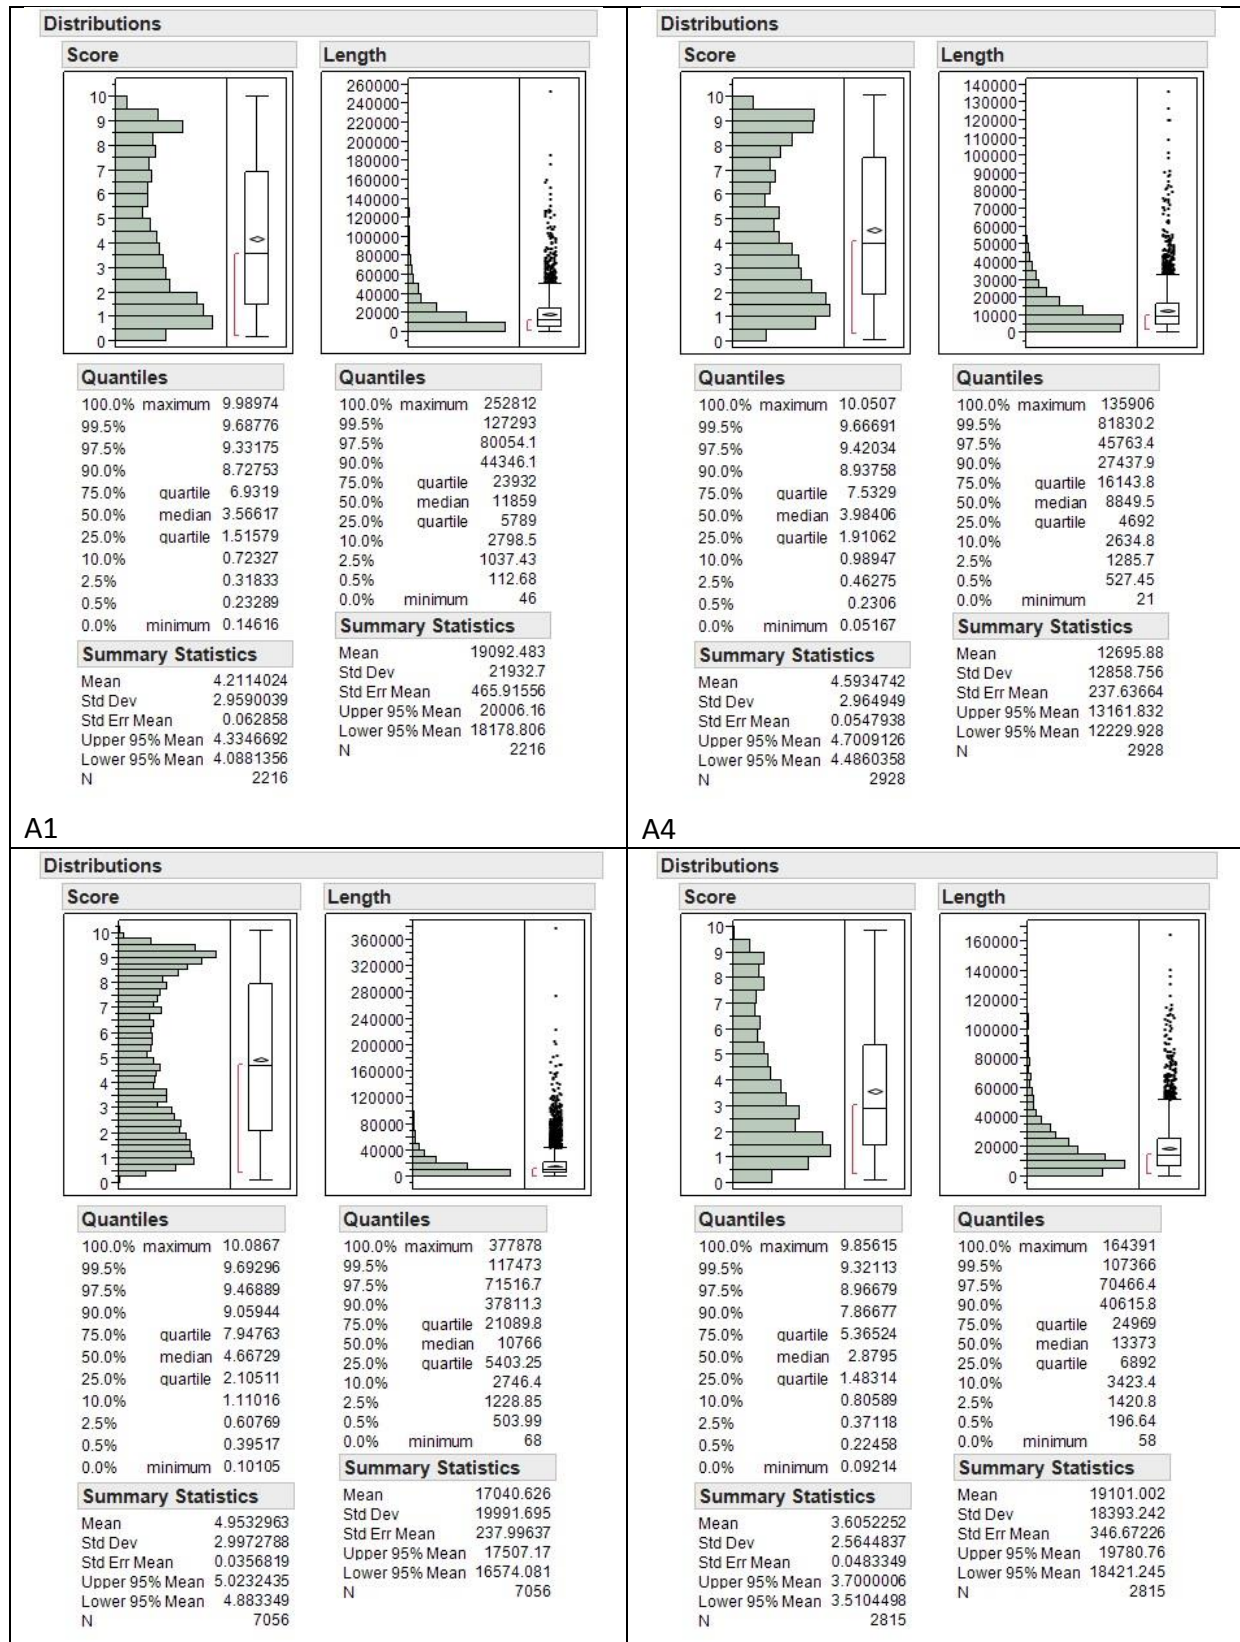 Distributions
Score
Length
10
9
8
7
6
5
4
3
2
1
0
260000
240000
220000
200000
180000
160000
140000
120000
100000
80000
60000
40000
20000
0
Quantiles
100.0% maximum 9.98974
99.5% 9.68776
97.5% 9.33175
90.0% 8.72753
75.0% quartile 6.9319
50.0% median 3.56617
25.0% quartile 1.51579
10.0% 0.72327
2.5% 0.31833
0.5% 0.23289
0.0% minimum 0.14616
Summary Statistics
Mean 4.2114024
Std Dev 2.9590039
Std Err Mean 0.062858
Upper 95% Mean 4.3346692
Lower 95% Mean 4.0881356
N 2216
Quantiles
100.0% maximum 252812
99.5% 127293
97.5% 80054.1
90.0% 44346.1
75.0% quartile 23932
50.0% median 11859
25.0% quartile 5789
10.0% 2798.5
2.5% 1037.43
0.5% 112.68
0.0% minimum 46
Summary Statistics
Mean 19092.483
Std Dev 21932.7
Std Err Mean 465.91556
Upper 95% Mean 20006.16
Lower 95% Mean 18178.806
N 2216
A1
Distributions
Score
Length
10
9
8
7
6
5
4
3
2
1
0
140000
130000
120000
110000
100000
90000
80000
70000
60000
50000
40000
30000
20000
10000
0
Quantiles
100.0% maximum 10.0507
99.5% 9.66691
97.5% 9.42034
90.0% 8.93758
75.0% quartile 7.5329
50.0% median 3.98406
25.0% quartile 1.91062
10.0% 0.98947
2.5% 0.46275
0.5% 0.2306
0.0% minimum 0.05167
Summary Statistics
Mean 4.5934742
Std Dev 2.964949
Std Err Mean 0.0547938
Upper 95% Mean 4.7009126
Lower 95% Mean 4.4860358
N 2928
Quantiles
100.0% maximum 135906
99.5% 81830.2
97.5% 45763.4
90.0% 27437.9
75.0% quartile 16143.8
50.0% median 8849.5
25.0% quartile 4692
10.0% 2634.8
2.5% 1285.7
0.5% 527.45
0.0% minimum 21
Summary Statistics
Mean 12695.88
Std Dev 12858.756
Std Err Mean 237.63664
Upper 95% Mean 13161.832
Lower 95% Mean 12229.928
N 2928
A4
Distributions
Score
Length
10
9
8
7
6
5
4
3
2
1
0
360000
320000
280000
240000
200000
160000
120000
80000
40000
0
Quantiles
100.0% maximum 10.0867
99.5% 9.69296
97.5% 9.46889
90.0% 9.05944
75.0% quartile 7.94763
50.0% median 4.66729
25.0% quartile 2.10511
10.0% 1.11016
2.5% 0.60769
0.5% 0.39517
0.0% minimum 0.10105
Summary Statistics
Mean 4.9532963
Std Dev 2.9972788
Std Err Mean 0.0356819
Upper 95% Mean 5.0232435
Lower 95% Mean 4.883349
N 7056
Quantiles
100.0% maximum 377878
99.5% 117473
97.5% 71516.7
90.0% 37811.3
75.0% quartile 21089.8
50.0% median 10766
25.0% quartile 5403.25
10.0% 2746.4
2.5% 1228.85
0.5% 503.99
0.0% minimum 68
Summary Statistics
Mean 17040.626
Std Dev 19991.695
Std Err Mean 237.99637
Upper 95% Mean 17507.17
Lower 95% Mean 16574.081
N 7056
Distributions
Score
Length
10
9
8
7
6
5
4
3
2
1
0
160000
140000
120000
100000
80000
60000
40000
20000
0
Quantiles
100.0% maximum 9.85615
99.5% 9.32113
97.5% 8.96679
90.0% 7.86677
75.0% quartile 5.36524
50.0% median 2.8795
25.0% quartile 1.48314
10.0% 0.80589
2.5% 0.37118
0.5% 0.22458
0.0% minimum 0.09214
Summary Statistics
Mean 3.6052252
Std Dev 2.5644837
Std Err Mean 0.0483349
Upper 95% Mean 3.7000006
Lower 95% Mean 3.5104498
N 2815
Quantiles
100.0% maximum 164391
99.5% 107366
97.5% 70466.4
90.0% 40615.8
75.0% quartile 24969
50.0% median 13373
25.0% quartile 6892
10.0% 3423.4
2.5% 1420.8
0.5% 196.64
0.0% minimum 58
Summary Statistics
Mean 19101.002
Std Dev 18393.242
Std Err Mean 346.67226
Upper 95% Mean 19780.76
Lower 95% Mean 18421.245
N 2815